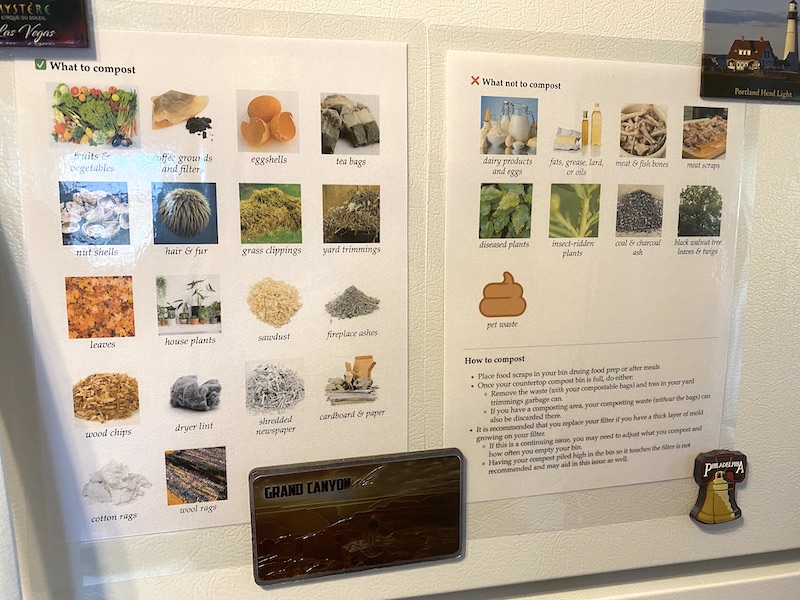 MYSTÈRE
CIRQUE DU SOLEIL
Las Vegas
Portland Head Light
✅ What to compost
fruits &
vegetables
coffee grounds
and filters
eggshells
tea bags
nut shells
hair & fur
grass clippings
yard trimmings
leaves
house plants
sawdust
fireplace ashes
wood chips
dryer lint
shredded
newspaper
cardboard & paper
cotton rags
wool rags
❌ What not to compost
dairy products
and eggs
fats, grease, lard,
or oils
meat & fish bones
meat scraps
diseased plants
insect-ridden
plants
coal & charcoal
ash
black walnut tree
leaves & twigs
pet waste
How to compost
• Place food scraps in your bin druing food prep or after meals
• Once your countertop compost bin is full, do either:
○ Remove the waste (with your compostable bags) and toss in your yard
trimmings garbage can.
○ If you have a composting area, your composting waste (without the bags) can
also be discarded there.
• It is recommended that you replace your filter if you have a thick layer of mold
growing on your filter.
○ If this is a continuing issue, you may need to adjust what you compost and
how often you empty your bin.
○ Having your compost piled high in the bin so it touches the filter is not
recommended and may aid in this issue as well.
GRAND CANYON
PHILADELPHIA